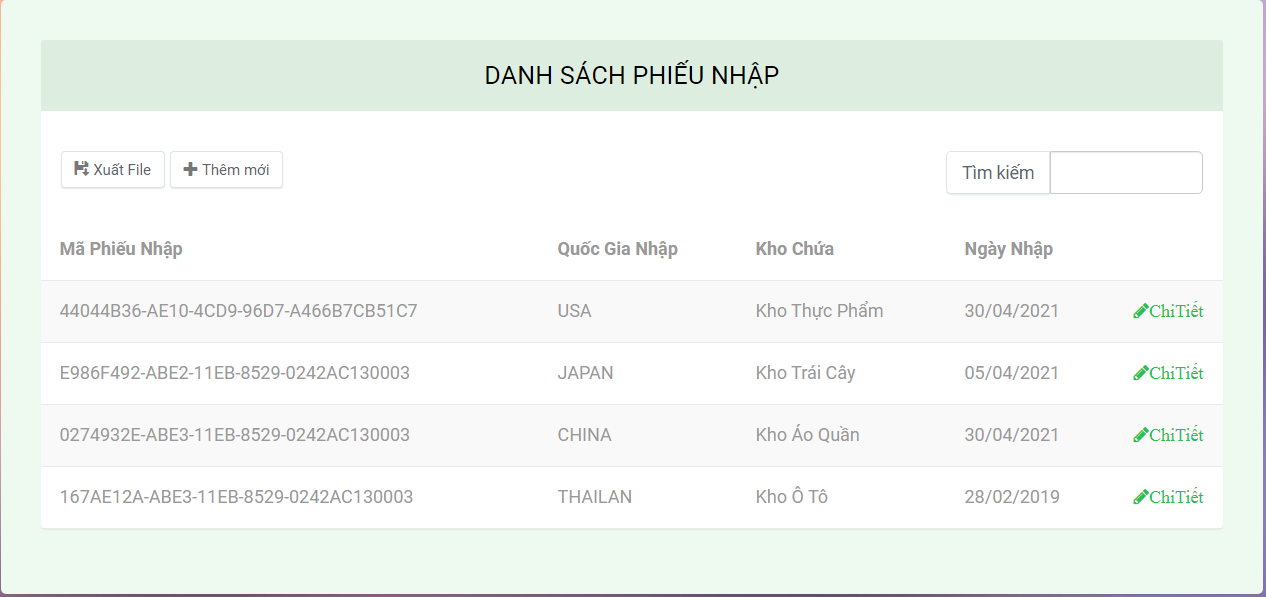 DANH SÁCH PHIẾU NHẬP
Xuất File Thêm mới Tìm kiếm
Mã Phiếu Nhập Quốc Gia Nhập Kho Chứa Ngày Nhập
44044B36-AE10-4CD9-96D7-A466B7CB51C7 USA Kho Thực Phẩm 30/04/2021 ChiTiết
E986F492-ABE2-11EB-8529-0242AC130003 JAPAN Kho Trái Cây 05/04/2021 ChiTiết
0274932E-ABE3-11EB-8529-0242AC130003 CHINA Kho Áo Quần 30/04/2021 ChiTiết
167AE12A-ABE3-11EB-8529-0242AC130003 THAILAN Kho Ô Tô 28/02/2019 ChiTiết